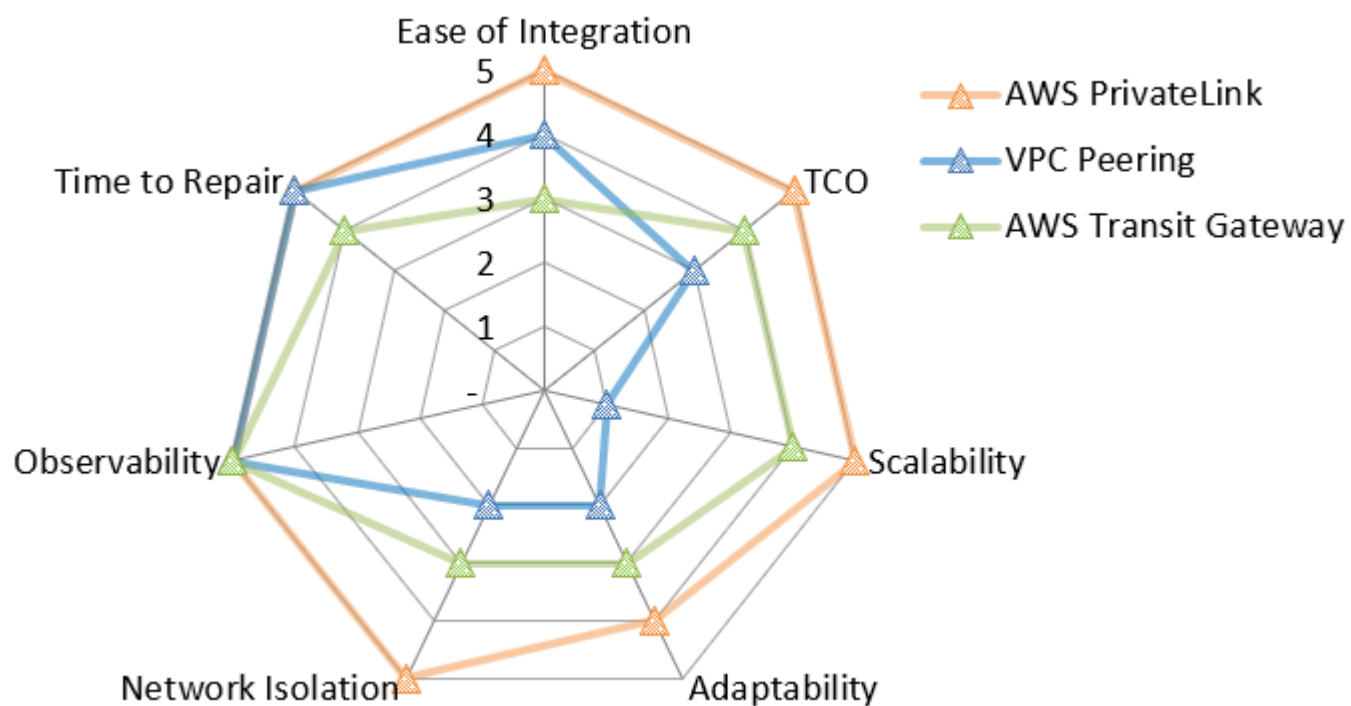 Ease of Integration
5
4
3
2
1
-
Time to Repair
TCO
Observability
Scalability
Network Isolation
Adaptability
AWS PrivateLink
VPC Peering
AWS Transit Gateway